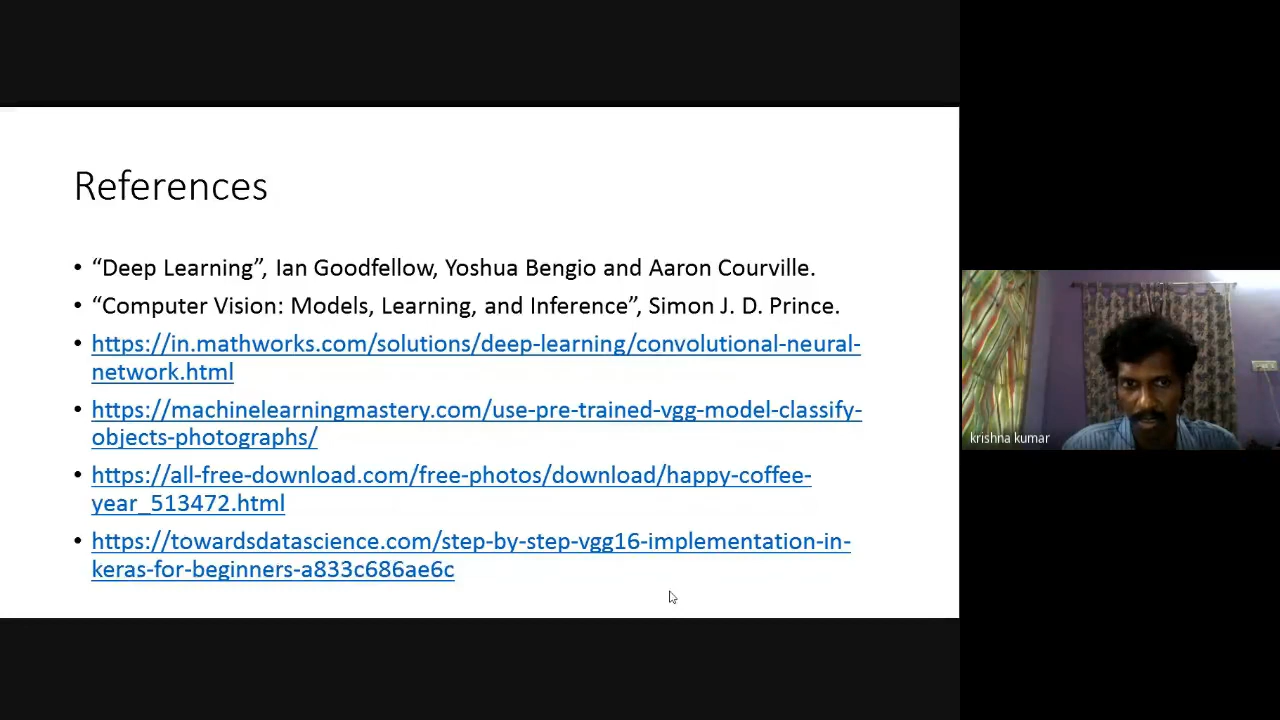 References
• “Deep Learning”, Ian Goodfellow, Yoshua Bengio and Aaron Courville.
• “Computer Vision: Models, Learning, and Inference”, Simon J. D. Prince.
• https://in.mathworks.com/solutions/deep-learning/convolutional-neural-
network.html
• https://machinelearningmastery.com/use-pre-trained-vgg-model-classify-
objects-photographs/
• https://all-free-download.com/free-photos/download/happy-coffee-
year_513472.html
• https://towardsdatascience.com/step-by-step-vgg16-implementation-in-
keras-for-beginners-a833c686ae6c
krishna kumar